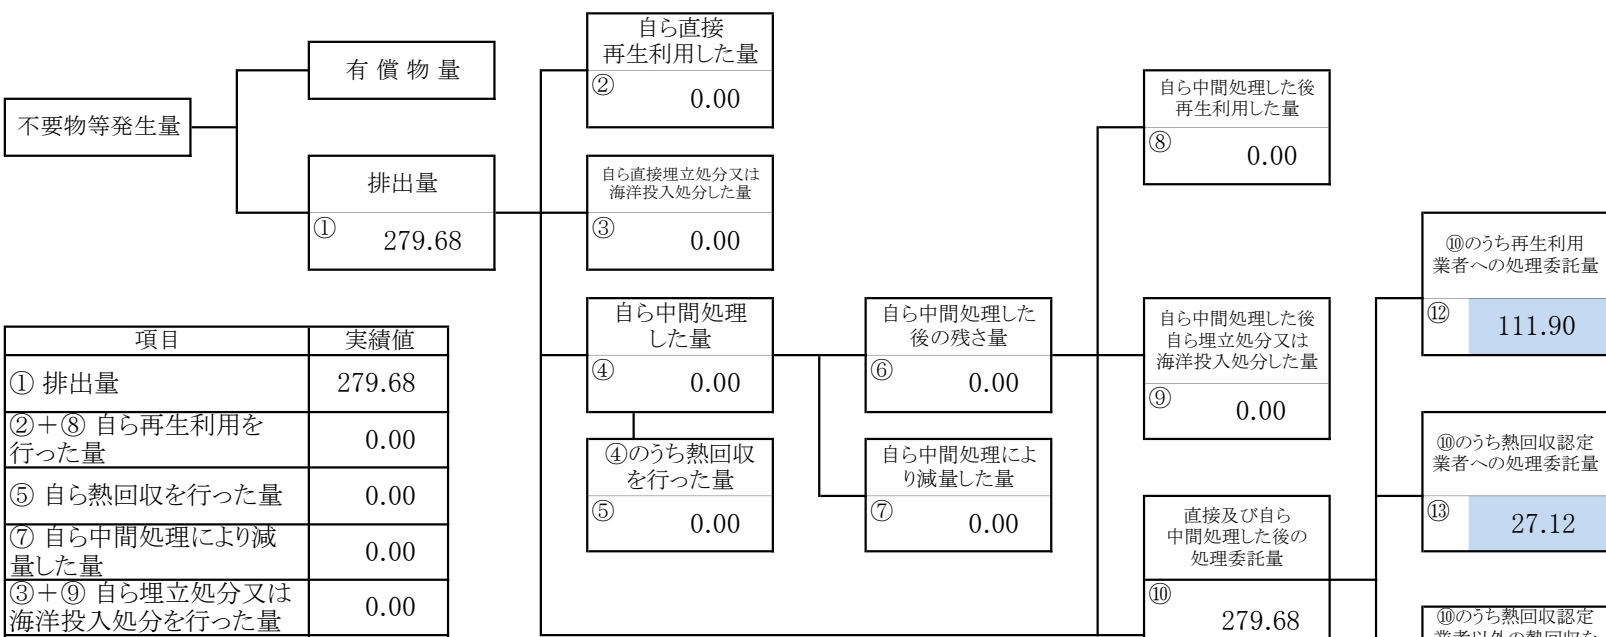 不要物等発生量
有 償 物 量
排出量
①
279.68
自ら直接
再生利用した量
②
0.00
自ら直接埋立処分又は
海洋投入処分した量
③
0.00
自ら中間処理
した量
④
0.00
④のうち熱回収
を行った量
⑤
0.00
自ら中間処理した
後の残さ量
⑥
0.00
自ら中間処理によ
り減量した量
⑦
0.00
自ら中間処理した後
再生利用した量
⑧
0.00
自ら中間処理した後
自ら埋立処分又は
海洋投入処分した量
⑨
0.00
直接及び自ら
中間処理した後の
処理委託量
⑩
279.68
⑩のうち再生利用
業者への処理委託量
⑫
111.90
⑩のうち熱回収認定
業者への処理委託量
⑬
27.12
⑩のうち熱回収認定
業者以外の熱回収を
項目 実績値
① 排出量 279.68
②＋⑧ 自ら再生利用を
行った量 0.00
⑤ 自ら熱回収を行った量 0.00
⑦ 自ら中間処理により減
量した量 0.00
③＋⑨ 自ら埋立処分又は
海洋投入処分を行った量 0.00